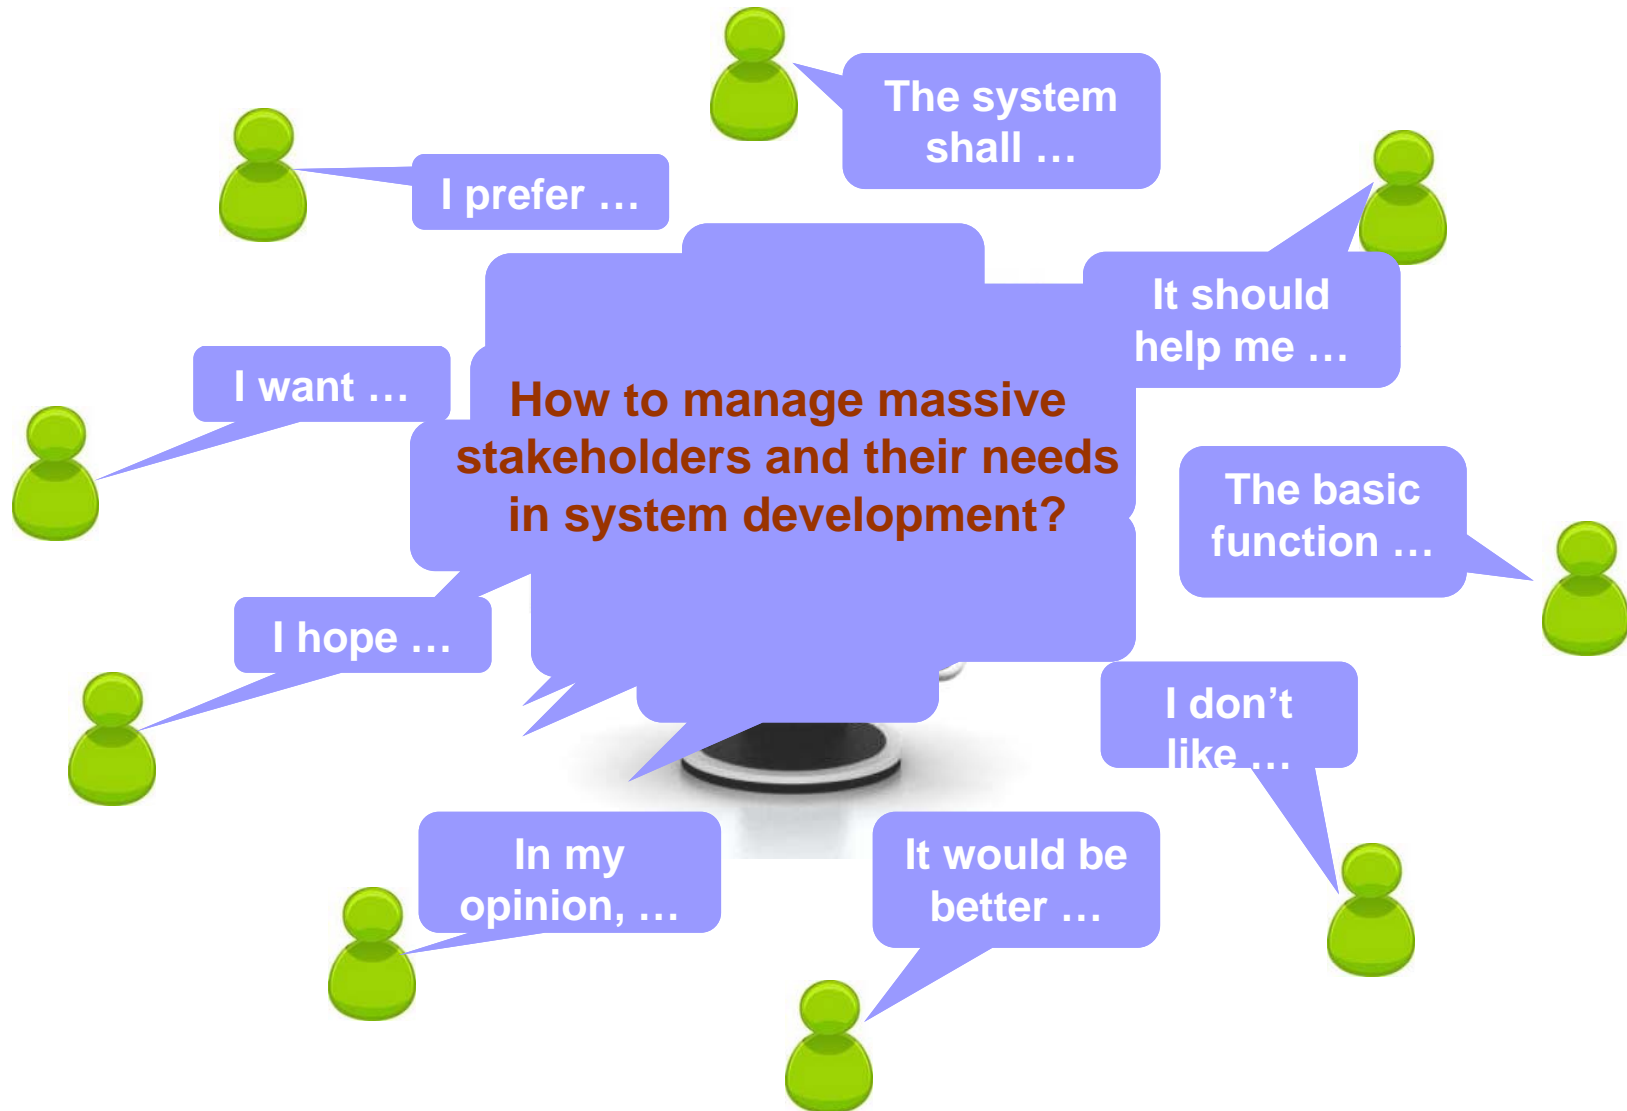 The system
shall …
I prefer …
It should
help me …
I want …
How to manage massive
stakeholders and their needs
in system development?
The basic
function …
I hope …
I don’t
like …
In my
opinion, …
It would be
better …